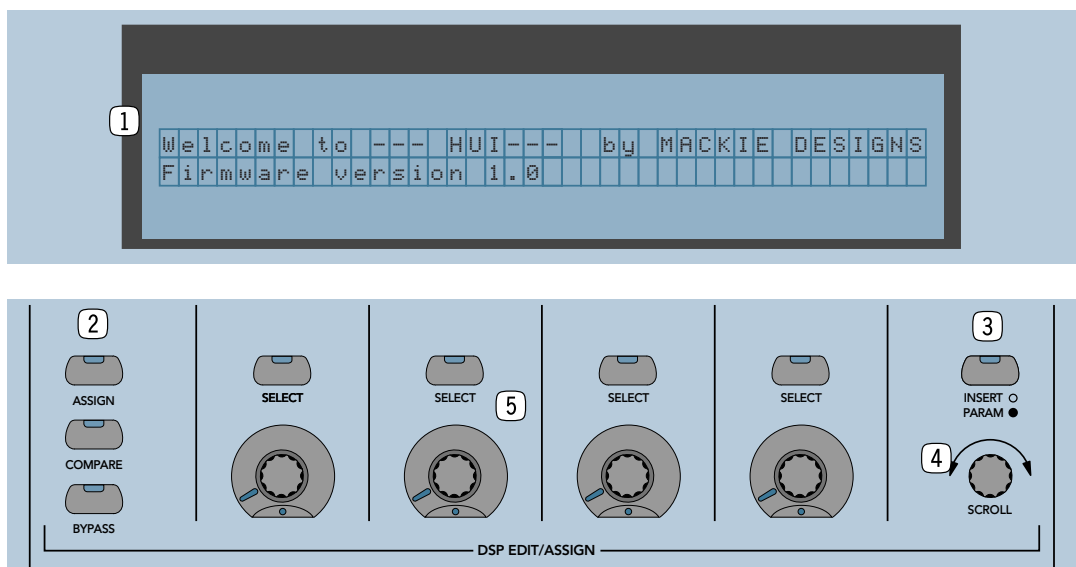 1
Welcome to --- HUI---  by MACKIE DESIGNS
Firmware version 1.0
2
3
ASSIGN
SELECT
SELECT
SELECT
SELECT
INSERT
PARAM
5
COMPARE
4
SCROLL
BYPASS
DSP EDIT/ASSIGN